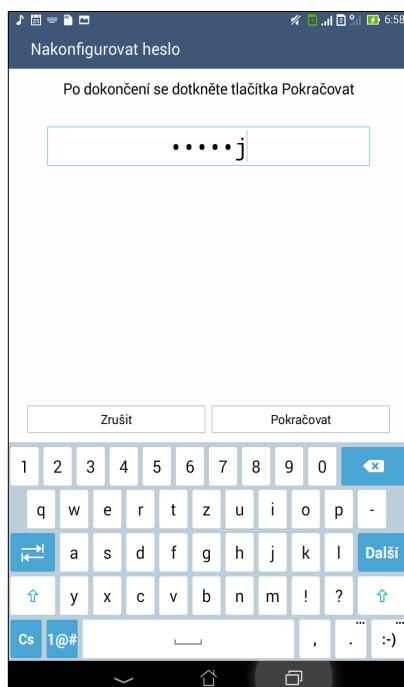 6:58
Nakonfigurovat heslo
Po dokončení se dotkněte tlačítka Pokračovat
•••••j
Zrušit Pokračovat
1 2 3 4 5 6 7 8 9 0
q w e r t z u i o p -
a s d f g h j k l Další
y x c v b n m ! ?
Cs 1@# , . :-)